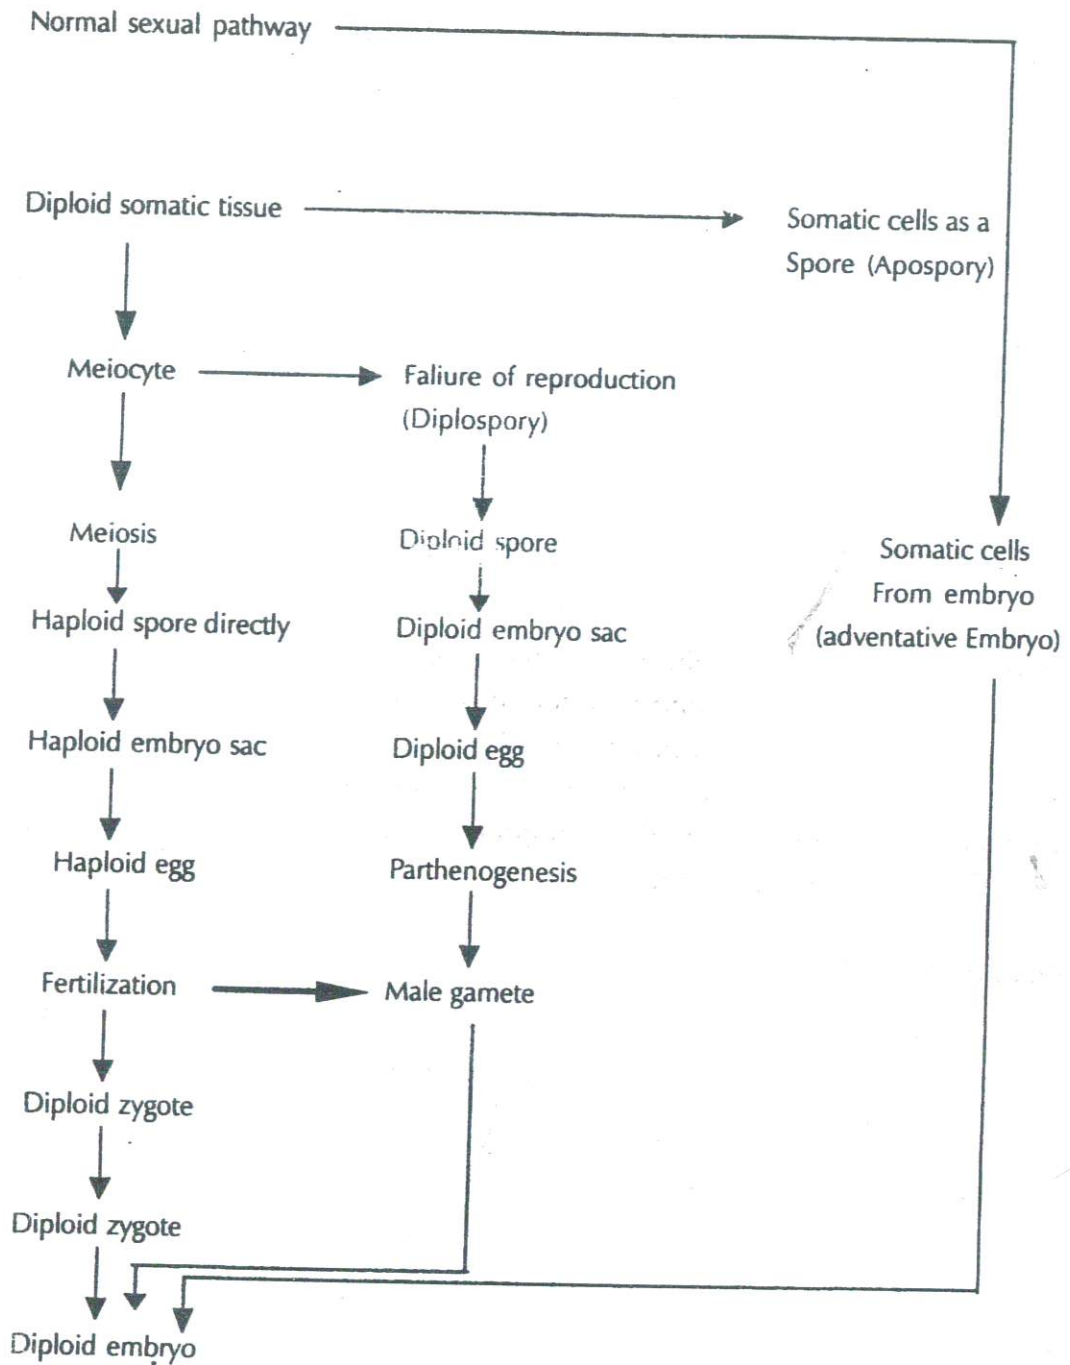 Normal sexual pathway
Diploid somatic tissue
Somatic cells as a
Spore (Apospory)
Meiocyte
Faliure of reproduction
(Diplospory)
Meiosis
Diploid spore
Somatic cells
From embryo
(adventative Embryo)
Haploid spore directly
Diploid embryo sac
Haploid embryo sac
Diploid egg
Haploid egg
Parthenogenesis
Fertilization
Male gamete
Diploid zygote
Diploid zygote
Diploid embryo